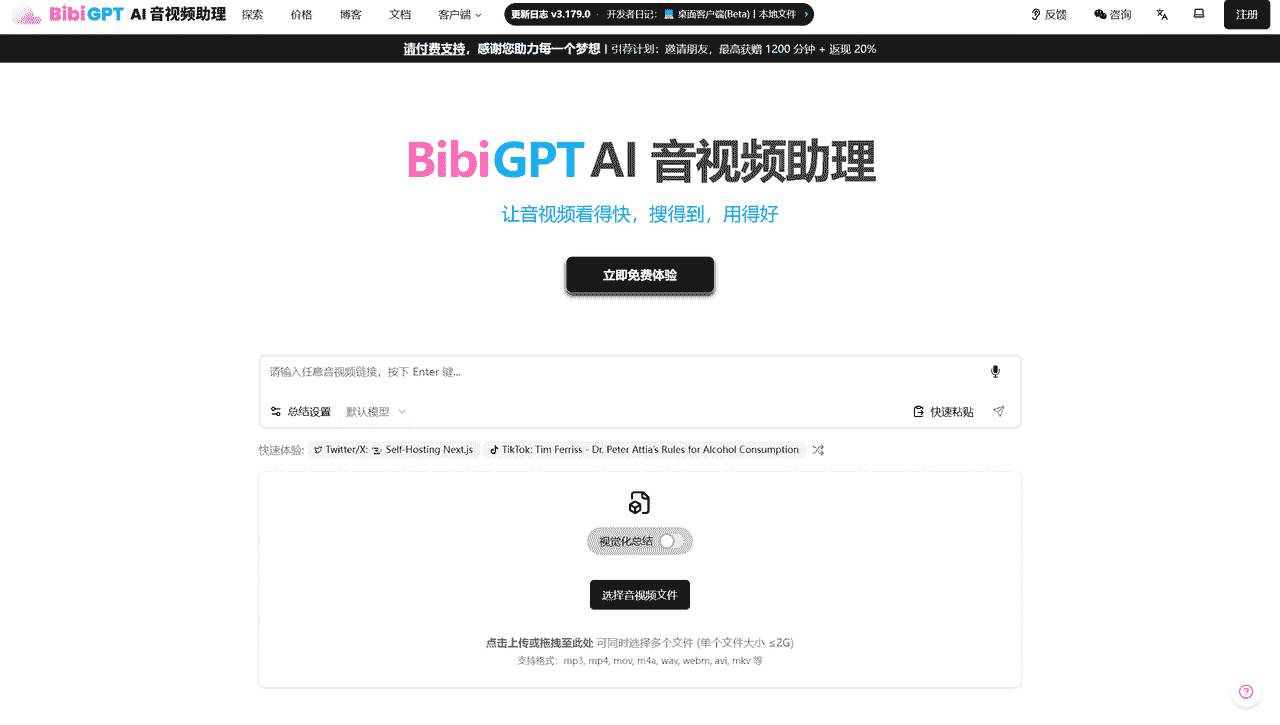 BibiGPT AI 音视频助理 探索 价格 博客 文档 客户端 更新日志 v3.179.0 · 开发者日记：💻 桌面客户端(Beta) | 本地文件 › 反馈 咨询 注册
请付费支持，感谢您助力每一个梦想 | 引荐计划：邀请朋友，最高获赠 1200 分钟 + 返现 20%
BibiGPT AI 音视频助理
让音视频看得快，搜得到，用得好
立即免费体验
请输入任意音视频链接，按下 Enter 键...
总结设置 默认模型 快速粘贴
快速体验: Twitter/X: Self-Hosting Next.js TikTok: Tim Ferriss - Dr. Peter Attia's Rules for Alcohol Consumption
视觉化总结
选择音视频文件
点击上传或拖拽至此处 可同时选择多个文件 (单个文件大小 ≤2G)
支持格式：mp3, mp4, mov, m4a, wav, webm, avi, mkv 等